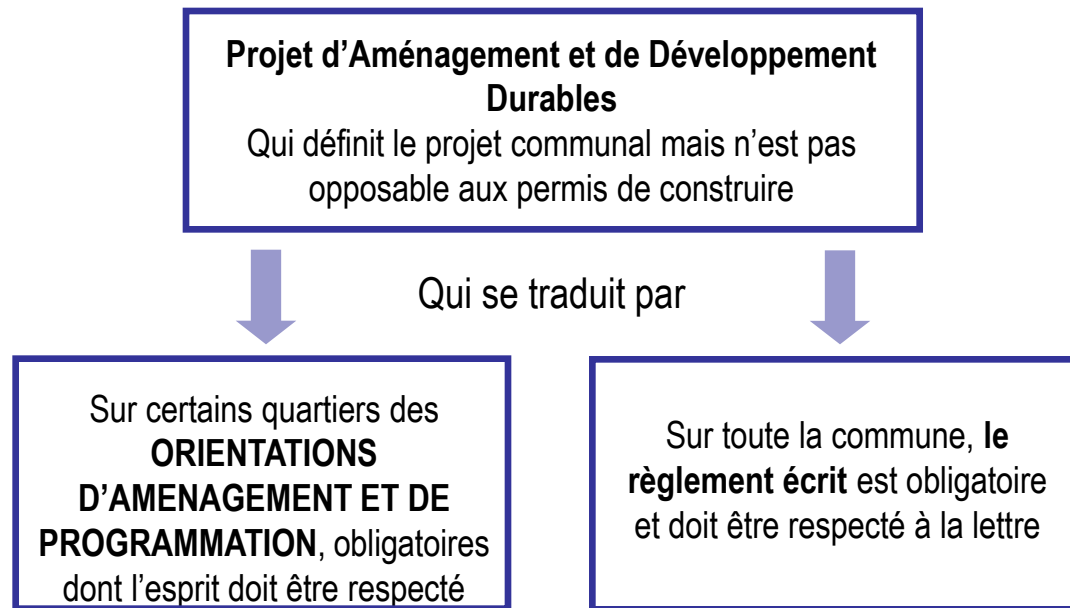 Projet d’Aménagement et de Développement
Durables
Qui définit le projet communal mais n’est pas
opposable aux permis de construire
Qui se traduit par
Sur certains quartiers des
ORIENTATIONS
D’AMENAGEMENT ET DE
PROGRAMMATION, obligatoires
dont l’esprit doit être respecté
Sur toute la commune, le
règlement écrit est obligatoire
et doit être respecté à la lettre